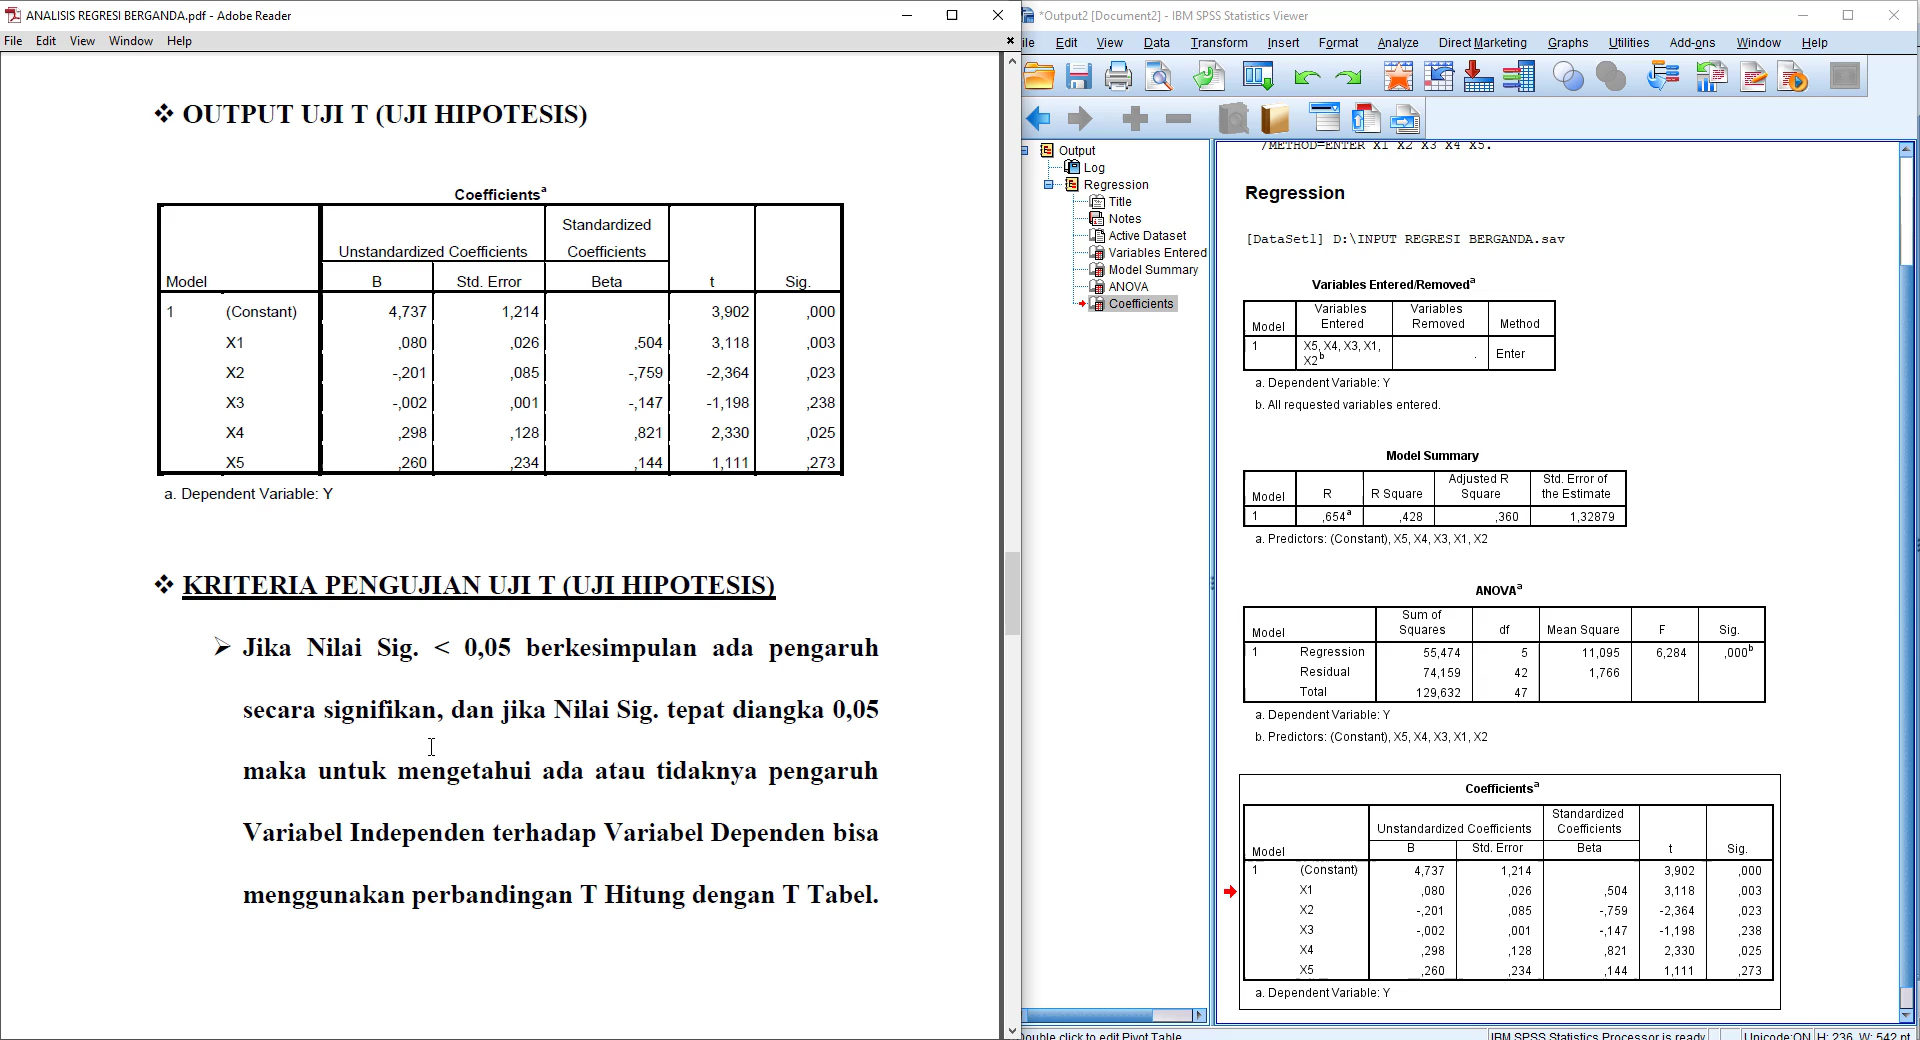 ANALISIS REGRESI BERGANDA.pdf - Adobe Reader
File Edit View Window Help
❖ OUTPUT UJI T (UJI HIPOTESIS)
Coefficientsᵃ
Model Unstandardized Coefficients Standardized Coefficients t Sig.
B Std. Error Beta
1 (Constant) 4,737 1,214 3,902 ,000
X1 ,080 ,026 ,504 3,118 ,003
X2 -,201 ,085 -,759 -2,364 ,023
X3 -,002 ,001 -,147 -1,198 ,238
X4 ,298 ,128 ,821 2,330 ,025
X5 ,260 ,234 ,144 1,111 ,273
a. Dependent Variable: Y
❖ KRITERIA PENGUJIAN UJI T (UJI HIPOTESIS)
➢ Jika Nilai Sig. < 0,05 berkesimpulan ada pengaruh
secara signifikan, dan jika Nilai Sig. tepat diangka 0,05
maka untuk mengetahui ada atau tidaknya pengaruh
Variabel Independen terhadap Variabel Dependen bisa
menggunakan perbandingan T Hitung dengan T Tabel.
*Output2 [Document2] - IBM SPSS Statistics Viewer
ile Edit View Data Transform Insert Format Analyze Direct Marketing Graphs Utilities Add-ons Window Help
Output
Log
Regression
Title
Notes
Active Dataset
Variables Entered
Model Summary
ANOVA
Coefficients
/METHOD=ENTER X1 X2 X3 X4 X5.
Regression
[DataSet1] D:\INPUT REGRESI BERGANDA.sav
Variables Entered/Removedᵃ
Model Variables Entered Variables Removed Method
1 X5, X4, X3, X1, X2ᵇ . Enter
a. Dependent Variable: Y
b. All requested variables entered.
Model Summary
Model R R Square Adjusted R Square Std. Error of the Estimate
1 ,654ᵃ ,428 ,360 1,32879
a. Predictors: (Constant), X5, X4, X3, X1, X2
ANOVAᵃ
Model Sum of Squares df Mean Square F Sig.
1 Regression 55,474 5 11,095 6,284 ,000ᵇ
Residual 74,159 42 1,766
Total 129,632 47
a. Dependent Variable: Y
b. Predictors: (Constant), X5, X4, X3, X1, X2
Coefficientsᵃ
Model Unstandardized Coefficients Standardized Coefficients t Sig.
B Std. Error Beta
1 (Constant) 4,737 1,214 3,902 ,000
X1 ,080 ,026 ,504 3,118 ,003
X2 -,201 ,085 -,759 -2,364 ,023
X3 -,002 ,001 -,147 -1,198 ,238
X4 ,298 ,128 ,821 2,330 ,025
X5 ,260 ,234 ,144 1,111 ,273
a. Dependent Variable: Y
Double click to edit Pivot Table
IBM SPSS Statistics Processor is ready Unicode:ON H: 236, W: 542 pt